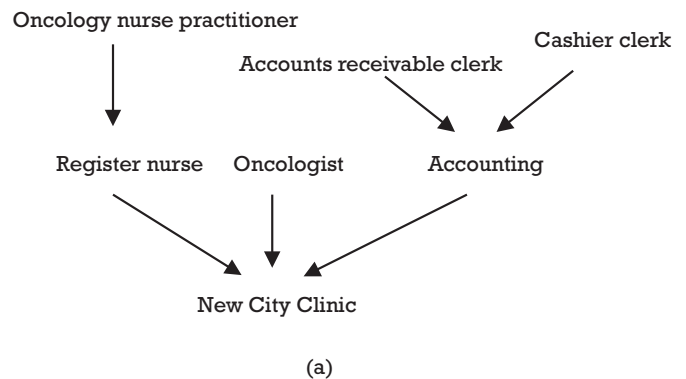 Oncology nurse practitioner
Cashier clerk
Accounts receivable clerk
Register nurse
Oncologist
Accounting
New City Clinic
(a)